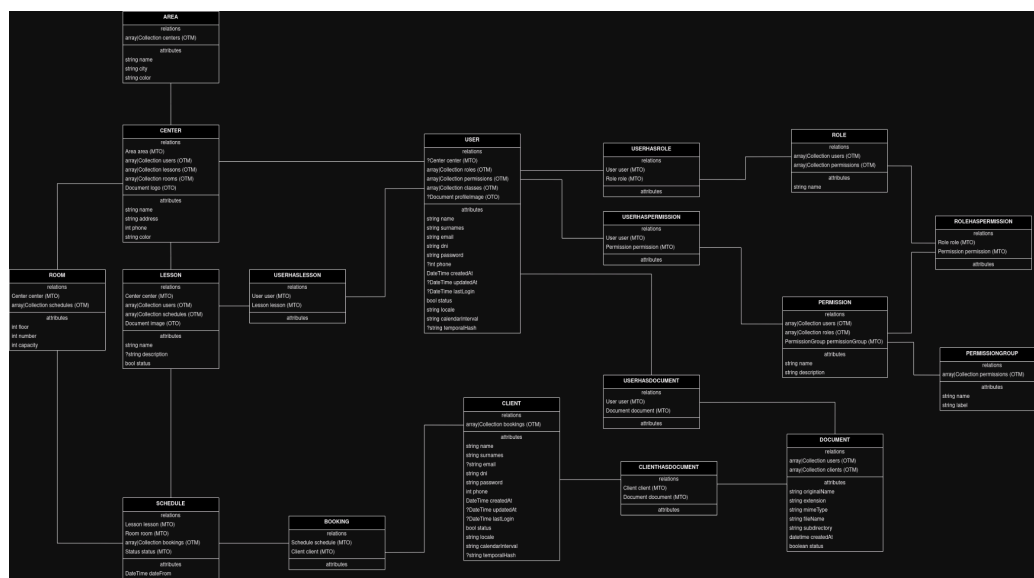 AREA
relations
array|Collection centers (OTM)
attributes
string name
string city
string color
CENTER
relations
Area area (MTO)
array|Collection users (OTM)
array|Collection lessons (OTM)
array|Collection rooms (OTM)
Document logo (OTO)
attributes
string name
string address
int phone
string color
USER
relations
?Center center (MTO)
array|Collection roles (OTM)
array|Collection permissions (OTM)
array|Collection classes (OTM)
?Document profileImage (OTO)
attributes
string name
string surnames
string email
string dni
string password
?int phone
DateTime createdAt
?DateTime updatedAt
?DateTime lastLogin
bool status
string locale
string calendarInterval
?string temporalHash
USERHASROLE
relations
User user (MTO)
Role role (MTO)
attributes
ROLE
relations
array|Collection users (OTM)
array|Collection permissions (OTM)
attributes
string name
USERHASPERMISSION
relations
User user (MTO)
Permission permission (MTO)
attributes
ROLEHASPERMISSION
relations
Role role (MTO)
Permission permission (MTO)
attributes
ROOM
relations
Center center (MTO)
array|Collection schedules (OTM)
attributes
int floor
int number
int capacity
LESSON
relations
Center center (MTO)
array|Collection users (OTM)
array|Collection schedules (OTM)
Document image (OTO)
attributes
string name
?string description
bool status
USERHASLESSON
relations
User user (MTO)
Lesson lesson (MTO)
attributes
PERMISSION
relations
array|Collection users (OTM)
array|Collection roles (OTM)
PermissionGroup permissionGroup (MTO)
attributes
string name
string description
PERMISSIONGROUP
relations
array|Collection permissions (OTM)
attributes
string name
string label
USERHASDOCUMENT
relations
User user (MTO)
Document document (MTO)
attributes
CLIENT
relations
array|Collection bookings (OTM)
attributes
string name
string surnames
?string email
string dni
string password
int phone
DateTime createdAt
?DateTime updatedAt
?DateTime lastLogin
bool status
string locale
string calendarInterval
?string temporalHash
CLIENTHASDOCUMENT
relations
Client client (MTO)
Document document (MTO)
attributes
DOCUMENT
relations
array|Collection users (OTM)
array|Collection clients (OTM)
attributes
string originalName
string extension
string mimeType
string fileName
string subdirectory
datetime createdAt
boolean status
SCHEDULE
relations
Lesson lesson (MTO)
Room room (MTO)
array|Collection bookings (OTM)
Status status (MTO)
attributes
DateTime dateFrom
BOOKING
relations
Schedule schedule (MTO)
Client client (MTO)
attributes